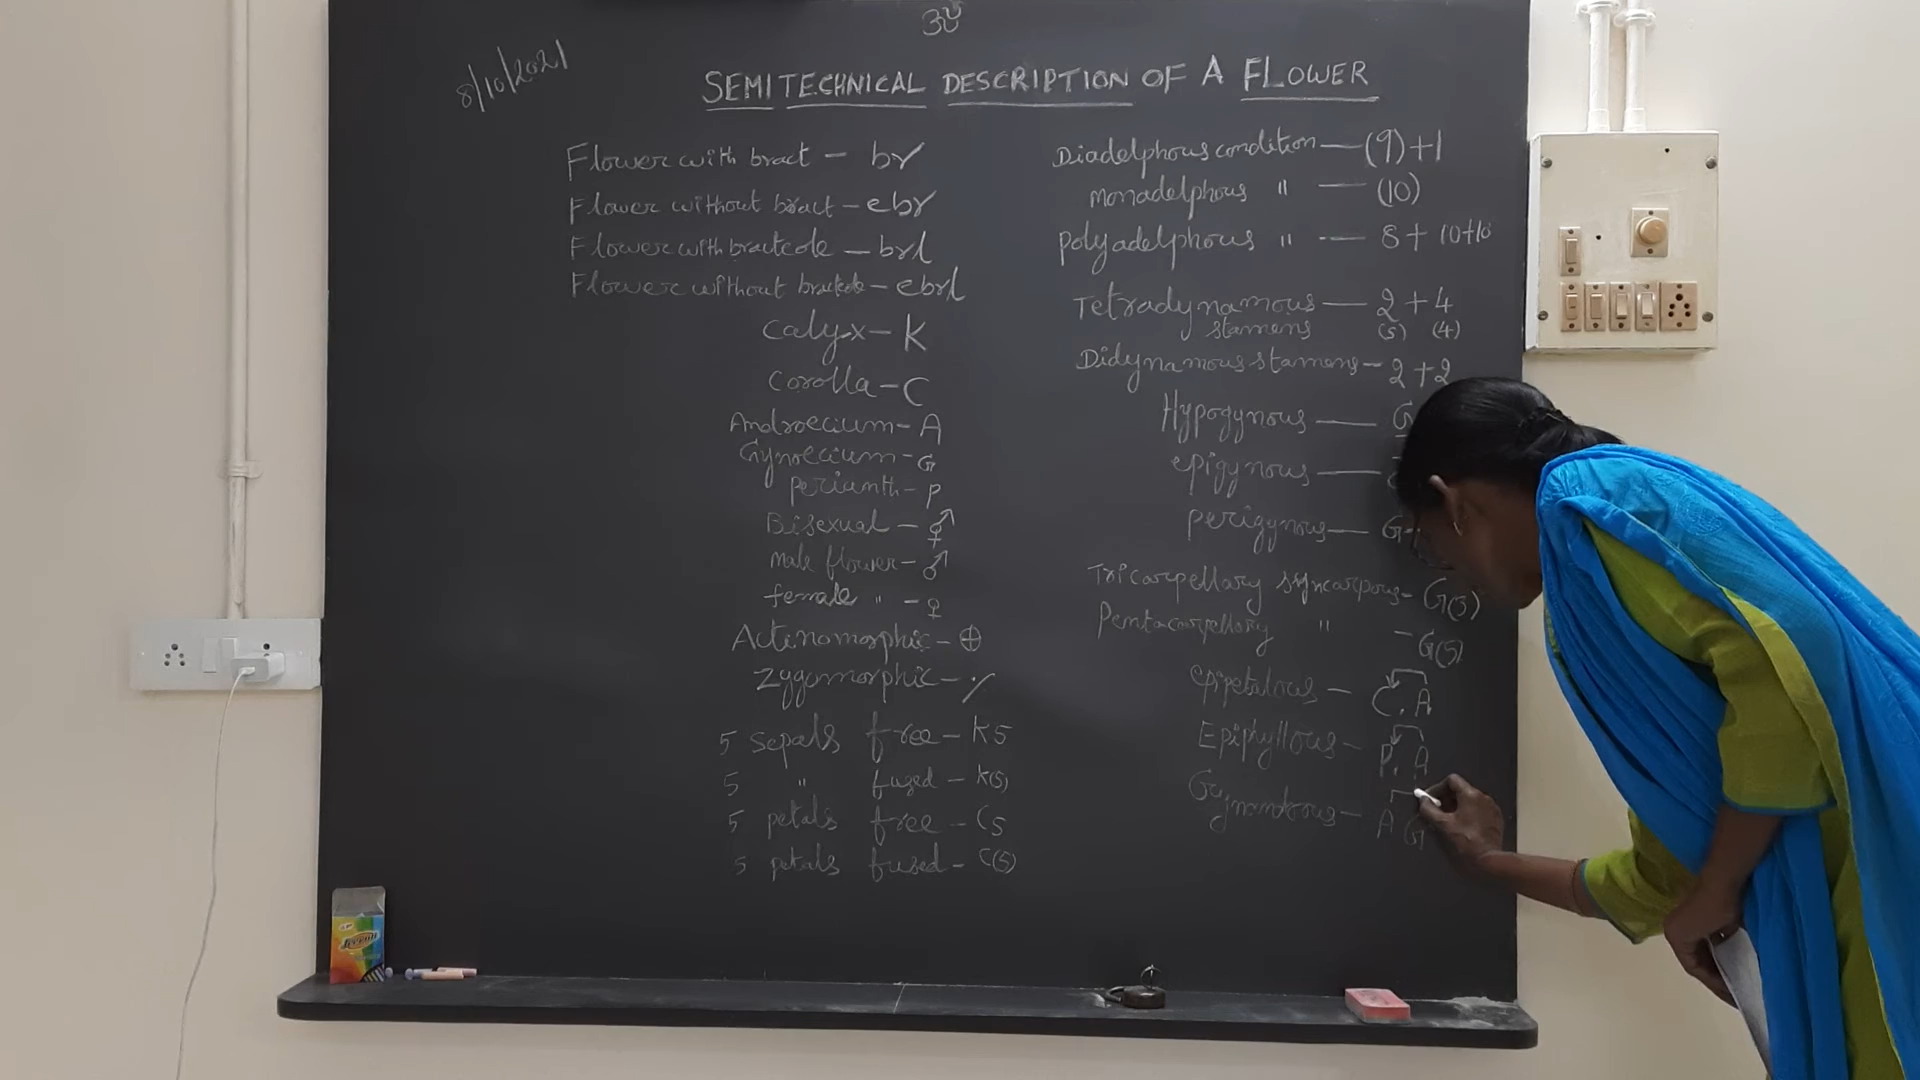 8/10/2021
SEMITECHNICAL DESCRIPTION OF A FLOWER
Flower with bract - br
Flower without bract - ebr
Flower with bracteole - brl
Flower without bracteole - ebrl
Calyx - K
Corolla - C
Androecium - A
Gynoecium - G
perianth - P
Bisexual - ⚥
male flower - ♂
female " - ♀
Actinomorphic - ⊕
Zygomorphic - ·/.
5 sepals free - K5
5 " fused - K(5)
5 petals free - C5
5 petals fused - C(5)
Diadelphous condition — (9)+1
monadelphous " — (10)
polyadelphous " — 8 + 10+10
Tetradynamous — 2 + 4
stamens (s) (4)
Didynamous stamens - 2 + 2
Hypogynous — G
epigynous —
perigynous — G-
Tricarpellary syncarpous - G(3)
Pentacarpellary " - G(5)
epipetalous - C, A
Epiphyllous - P, A
A G